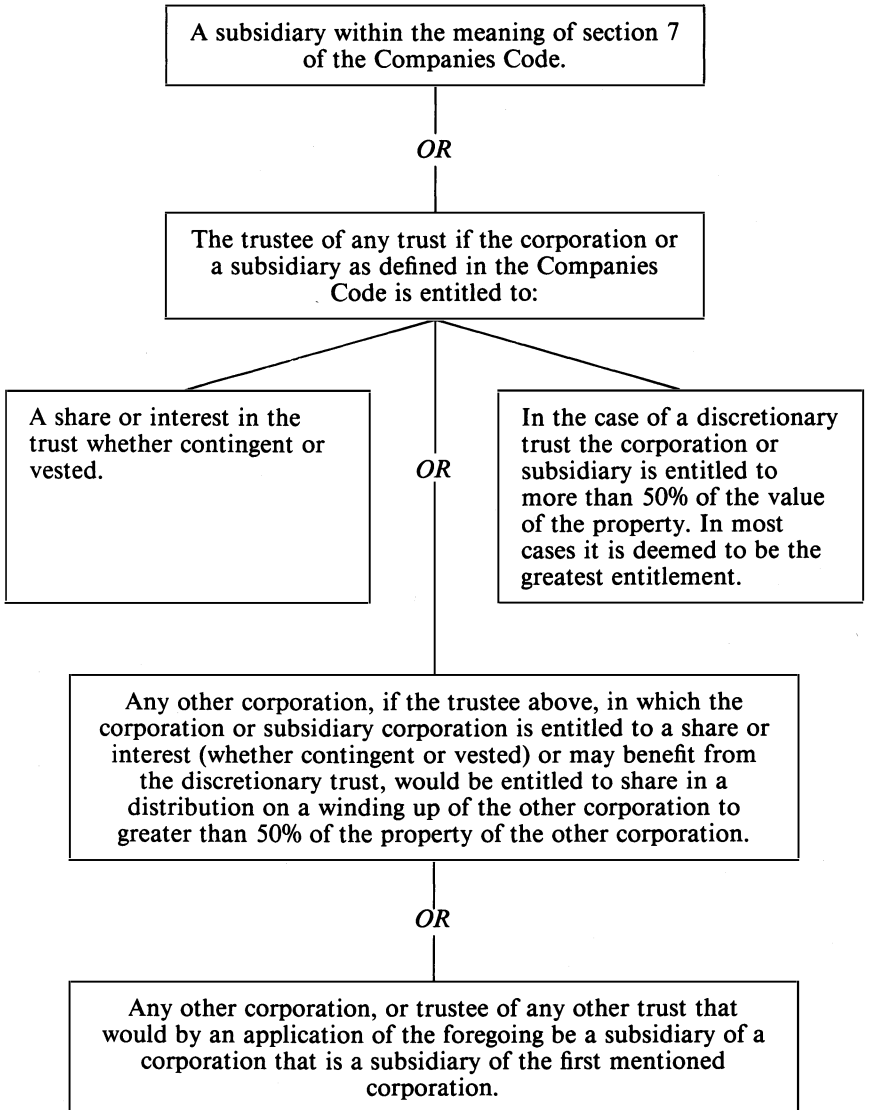 A subsidiary within the meaning of section 7
of the Companies Code.
OR
The trustee of any trust if the corporation or
a subsidiary as defined in the Companies
Code is entitled to:
A share or interest in the
trust whether contingent or
vested.
OR
In the case of a discretionary
trust the corporation or
subsidiary is entitled to
more than 50% of the value
of the property. In most
cases it is deemed to be the
greatest entitlement.
Any other corporation, if the trustee above, in which the
corporation or subsidiary corporation is entitled to a share or
interest (whether contingent or vested) or may benefit from
the discretionary trust, would be entitled to share in a
distribution on a winding up of the other corporation to
greater than 50% of the property of the other corporation.
OR
Any other corporation, or trustee of any other trust that
would by an application of the foregoing be a subsidiary of a
corporation that is a subsidiary of the first mentioned
corporation.